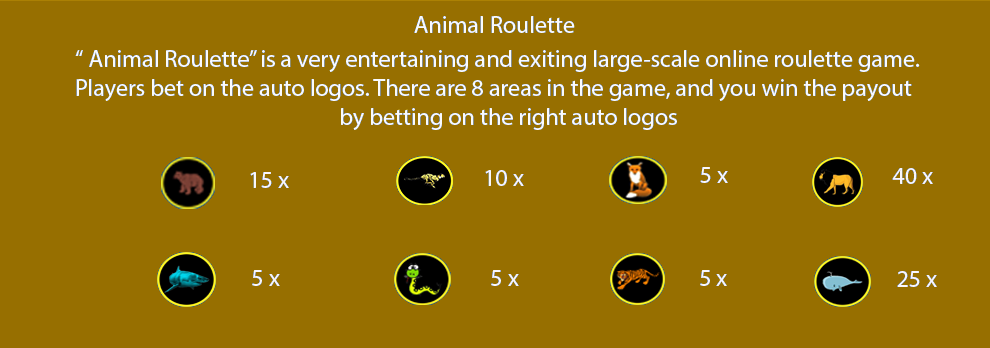 Animal Roulette
“ Animal Roulette” is a very entertaining and exiting large-scale online roulette game.
Players bet on the auto logos. There are 8 areas in the game, and you win the payout
by betting on the right auto logos
15 x 10 x 5 x 40 x
5 x 5 x 5 x 25 x